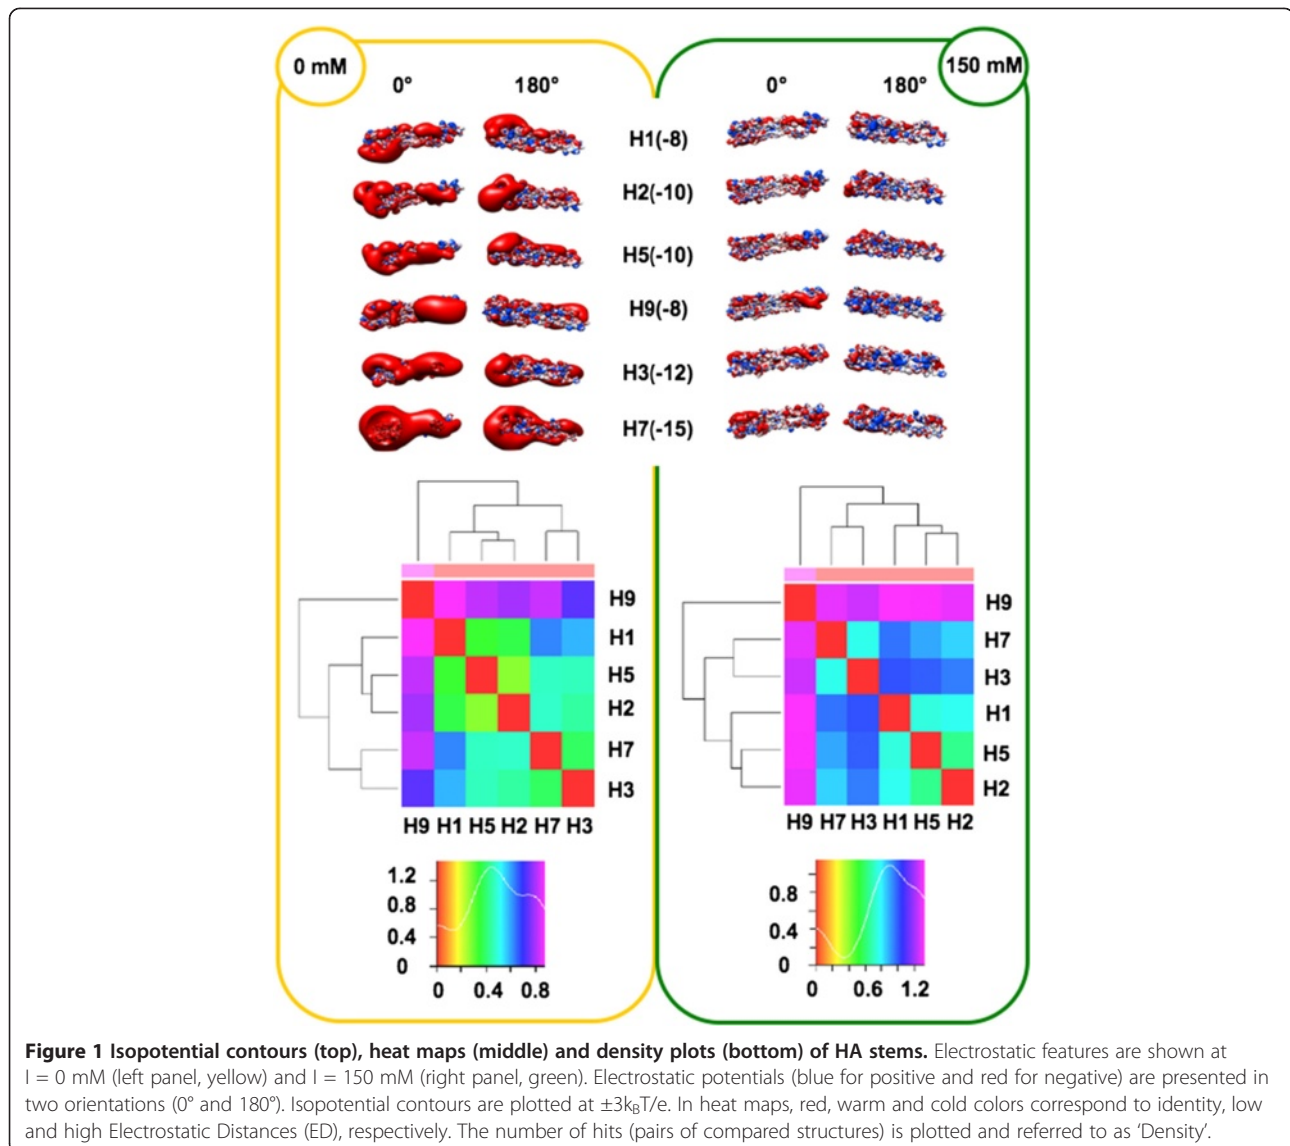 0 mM
150 mM
0° 180° 0° 180°
H1(-8)
H2(-10)
H5(-10)
H9(-8)
H3(-12)
H7(-15)
H9
H1
H5
H2
H7
H3
H9 H1 H5 H2 H7 H3
H9
H7
H3
H1
H5
H2
H9 H7 H3 H1 H5 H2
1.2
0.8
0.4
0
0 0.4 0.8
0.8
0.4
0
0 0.6 1.2
Figure 1 Isopotential contours (top), heat maps (middle) and density plots (bottom) of HA stems. Electrostatic features are shown at
I = 0 mM (left panel, yellow) and I = 150 mM (right panel, green). Electrostatic potentials (blue for positive and red for negative) are presented in
two orientations (0° and 180°). Isopotential contours are plotted at ±3k_BT/e. In heat maps, red, warm and cold colors correspond to identity, low
and high Electrostatic Distances (ED), respectively. The number of hits (pairs of compared structures) is plotted and referred to as ‘Density’.